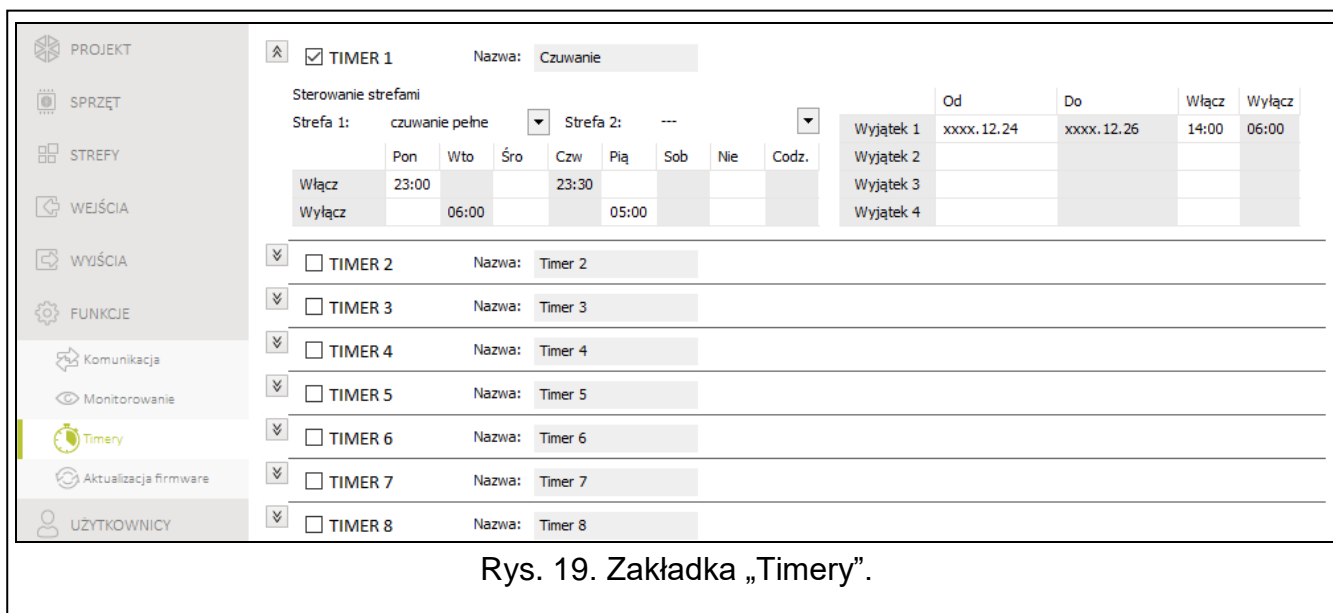 PROJEKT
SPRZĘT
STREFY
WEJŚCIA
WYJŚCIA
FUNKCJE
Komunikacja
Monitorowanie
Timery
Aktualizacja firmware
UŻYTKOWNICY
TIMER 1 Nazwa: Czuwanie
Sterowanie strefami
Strefa 1: czuwanie pełne Strefa 2: ---
Pon Wto Śro Czw Pią Sob Nie Codz.
Włącz 23:00 23:30
Wyłącz 06:00 05:00
Od Do Włącz Wyłącz
Wyjątek 1 xxxx.12.24 xxxx.12.26 14:00 06:00
Wyjątek 2
Wyjątek 3
Wyjątek 4
TIMER 2 Nazwa: Timer 2
TIMER 3 Nazwa: Timer 3
TIMER 4 Nazwa: Timer 4
TIMER 5 Nazwa: Timer 5
TIMER 6 Nazwa: Timer 6
TIMER 7 Nazwa: Timer 7
TIMER 8 Nazwa: Timer 8
Rys. 19. Zakładka „Timery”.